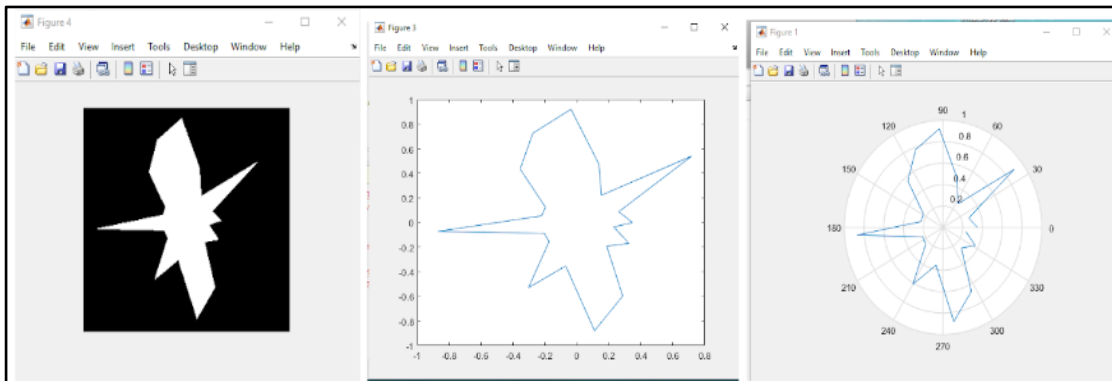 Figure 4
File Edit View Insert Tools Desktop Window Help
Figure 3
File Edit View Insert Tools Desktop Window Help
1
0.8
0.6
0.4
0.2
0
-0.2
-0.4
-0.6
-0.8
-1
-1 -0.8 -0.6 -0.4 -0.2 0 0.2 0.4 0.6 0.8
Figure 1
File Edit View Insert Tools Desktop Window Help
90 1
120 0.8 60
0.6
150 0.4 30
0.2
180 0
210 330
240 300
270